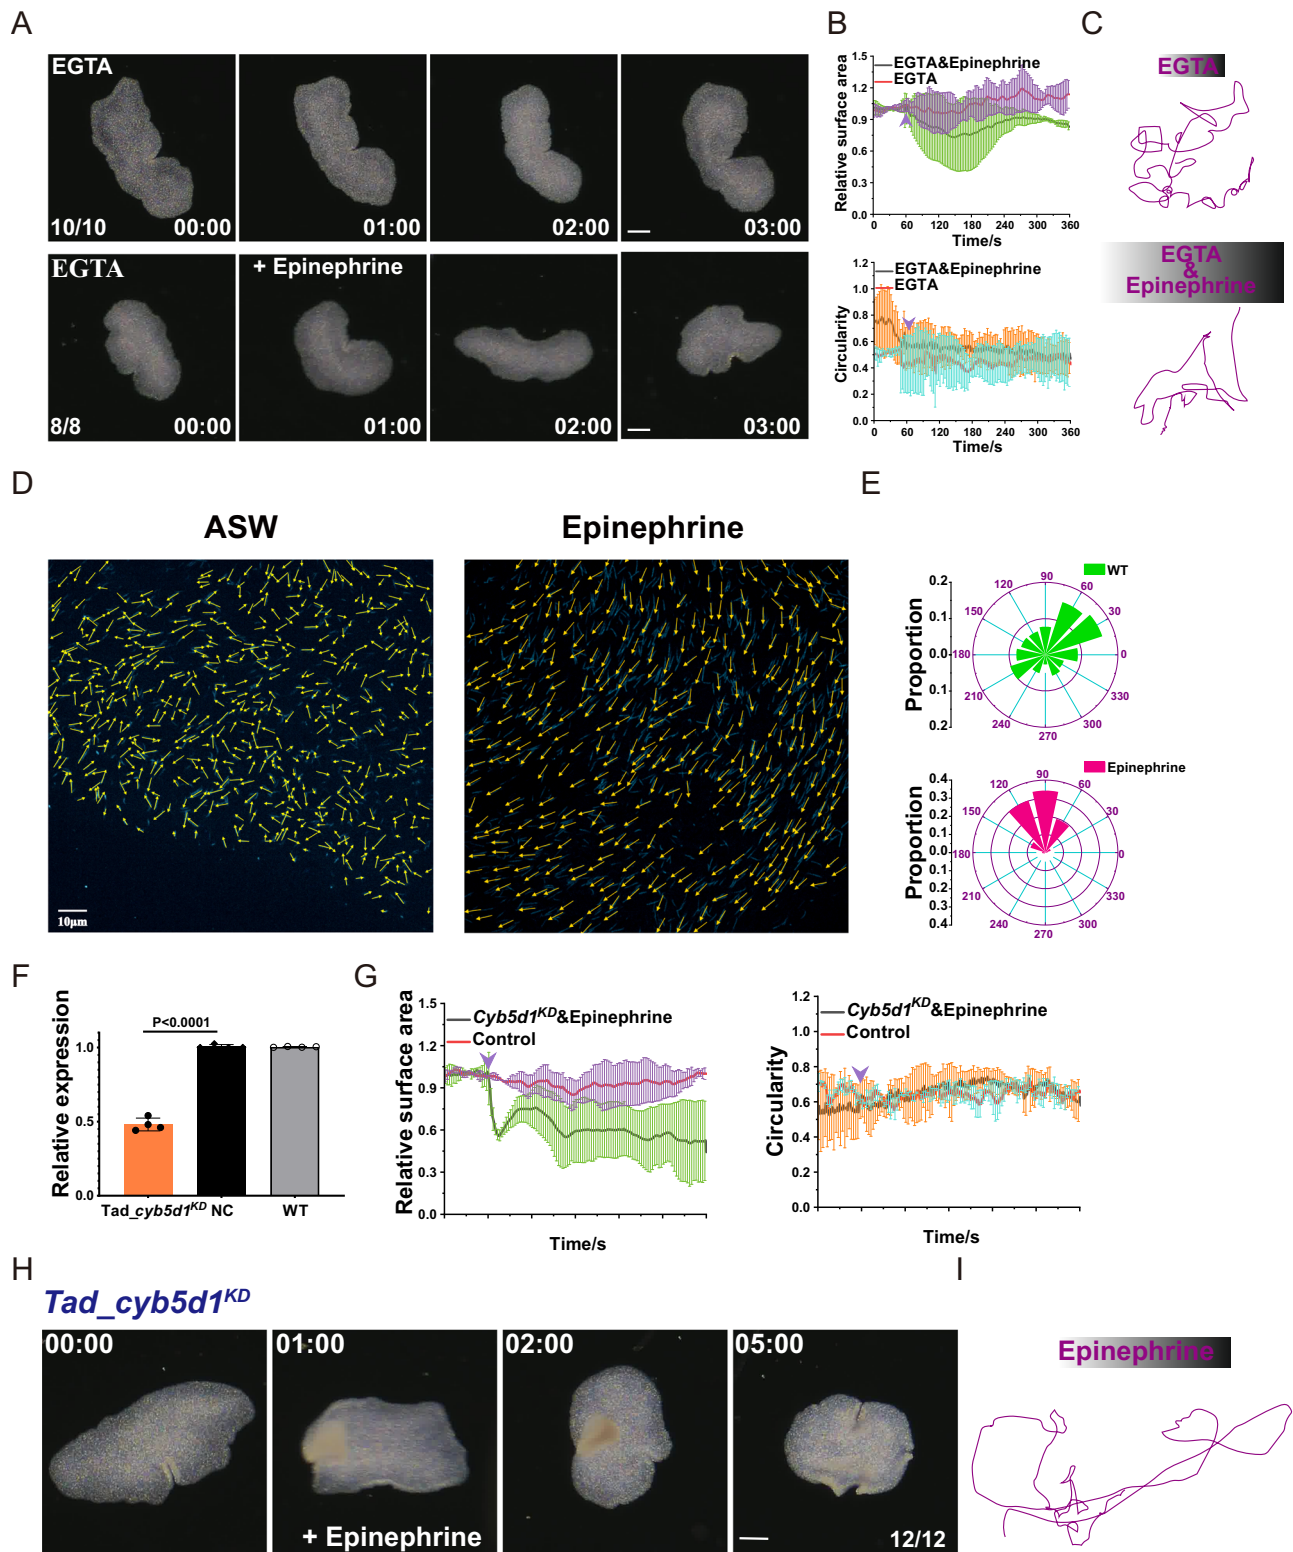 A
EGTA
10/10
00:00
01:00
02:00
03:00
EGTA
+ Epinephrine
8/8
00:00
01:00
02:00
03:00
B
EGTA&Epinephrine
EGTA
Relative surface area
1.5
1.2
0.9
0.6
0.3
0.0
0 60 120 180 240 300 360
Time/s
EGTA&Epinephrine
EGTA
Circularity
1.2
1.0
0.8
0.6
0.4
0.2
0.0
0 60 120 180 240 300 360
Time/s
C
EGTA
EGTA
&
Epinephrine
D
ASW
Epinephrine
10μm
E
WT
Proportion
0.2
0.1
0.0
0.1
0.2
90
60
30
0
330
300
270
240
210
180
150
120
Epinephrine
Proportion
0.4
0.3
0.2
0.1
0.0
0.1
0.2
0.3
0.4
90
60
30
0
330
300
270
240
210
180
150
120
F
Relative expression
P<0.0001
1.0
0.5
0.0
Tad_cyb5d1ᴷᴰ NC WT
G
Cyb5d1ᴷᴰ&Epinephrine
Control
Relative surface area
1.5
1.2
0.9
0.6
0.3
0.0
Time/s
Cyb5d1ᴷᴰ&Epinephrine
Control
Circularity
1.2
1.0
0.8
0.6
0.4
0.2
0.0
Time/s
H
Tad_cyb5d1ᴷᴰ
00:00
01:00
02:00
05:00
+ Epinephrine
12/12
I
Epinephrine